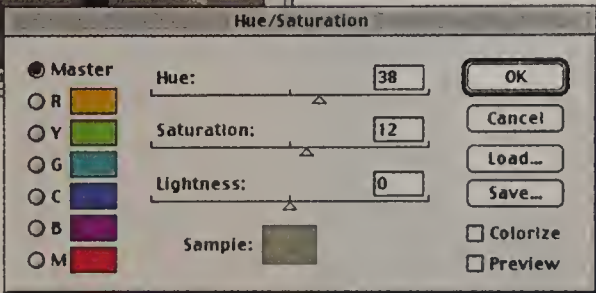 Hue/Saturation
Master
R
Y
G
C
B
M
Hue: 38
Saturation: 12
Lightness: 0
Sample:
OK
Cancel
Load...
Save...
Colorize
Preview